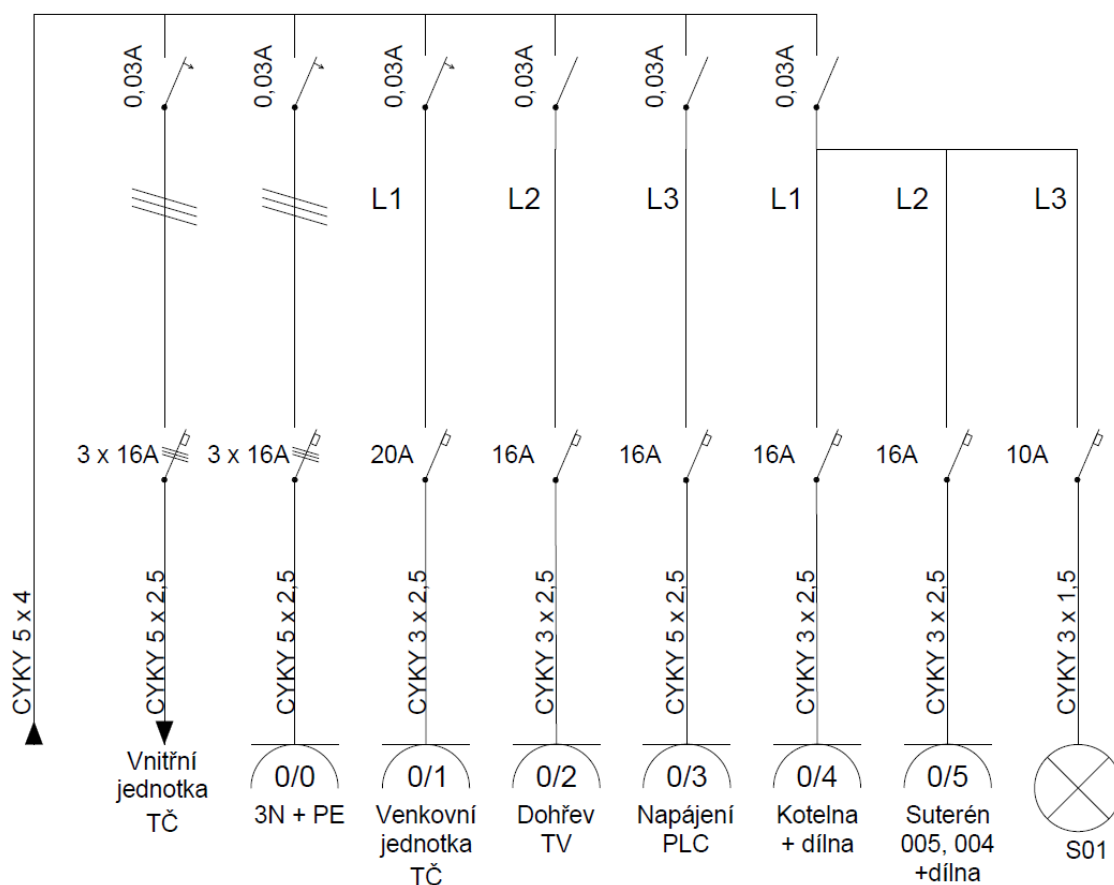 0,03A
0,03A
0,03A
0,03A
0,03A
0,03A
L1
L2
L3
L1
L2
L3
3 x 16A
3 x 16A
20A
16A
16A
16A
16A
10A
CYKY 5 x 4
CYKY 5 x 2,5
CYKY 5 x 2,5
CYKY 3 x 2,5
CYKY 3 x 2,5
CYKY 5 x 2,5
CYKY 3 x 2,5
CYKY 3 x 2,5
CYKY 3 x 1,5
Vnitřní
jednotka
TČ
0/0
3N + PE
0/1
Venkovní
jednotka
TČ
0/2
Dohřev
TV
0/3
Napájení
PLC
0/4
Kotelna
+ dílna
0/5
Suterén
005, 004
+dílna
S01